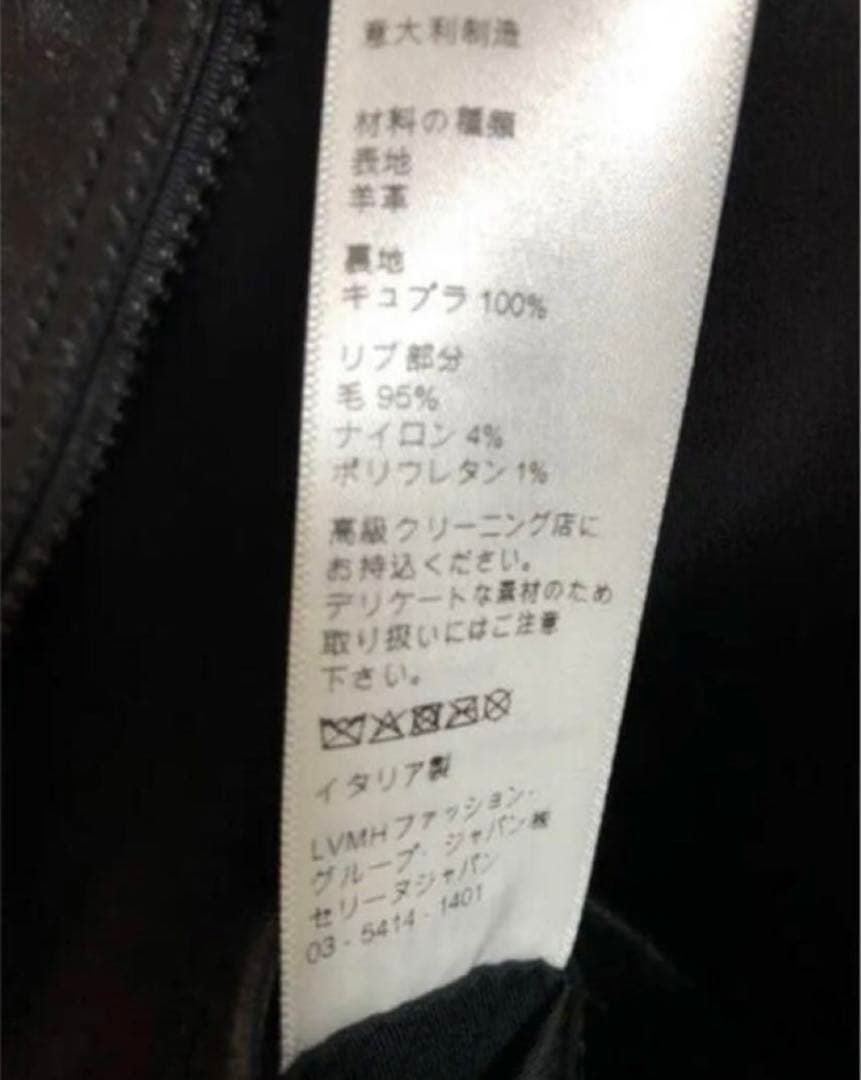 意大利制造
材料の種類
表地
羊革
裏地
キュプラ 100%
リブ部分
毛 95%
ナイロン 4%
ポリウレタン 1%
高級クリーニング店に
お持込ください。
デリケートな素材のため
取り扱いにはご注意
下さい。
イタリア製
LVMHファッション・
グループ・ジャパン㈱
セリーヌジャパン
03-5414-1401